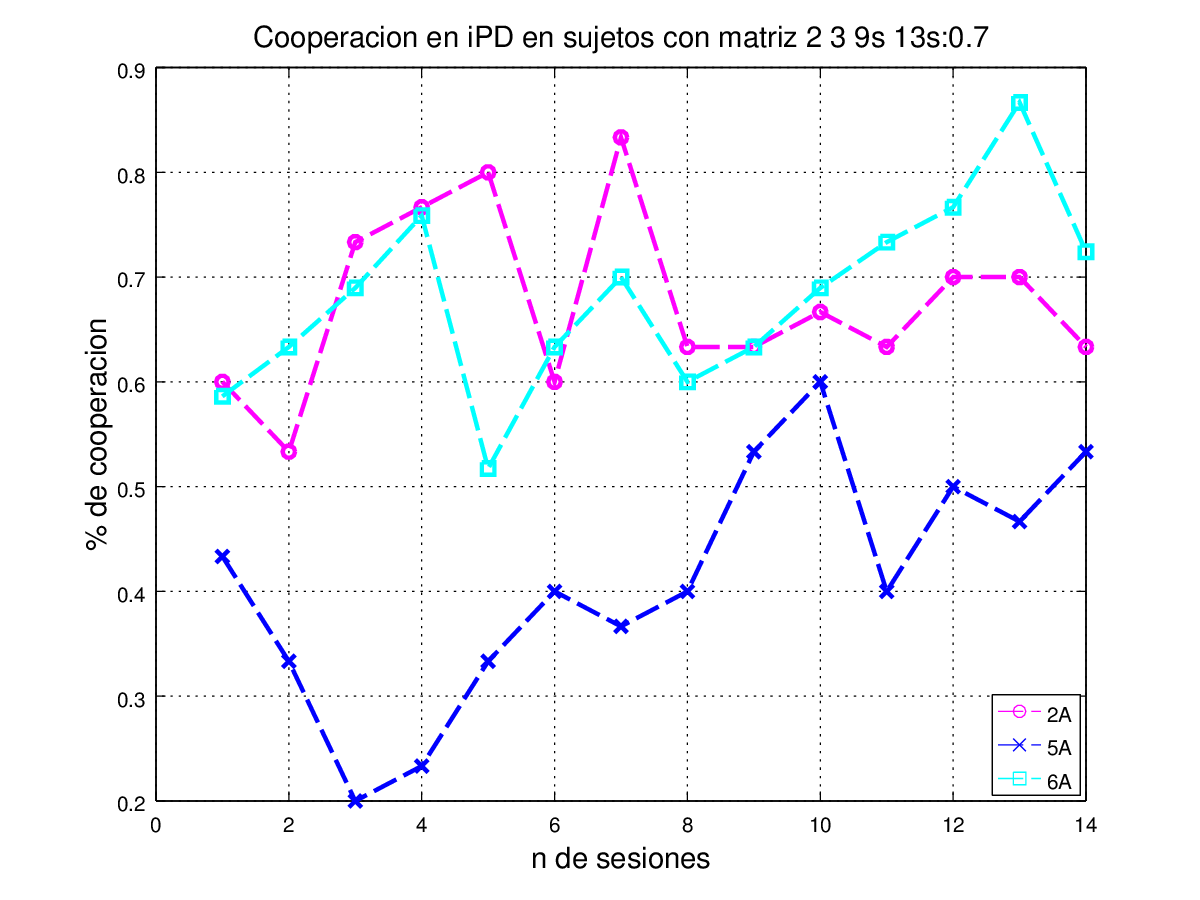 Cooperacion en iPD en sujetos con matriz 2 3 9s 13s:0.7
0.9
0.8
0.7
0.6
0.5
0.4
0.3
0.2
% de cooperacion
0 2 4 6 8 10 12 14
n de sesiones
2A
5A
6A